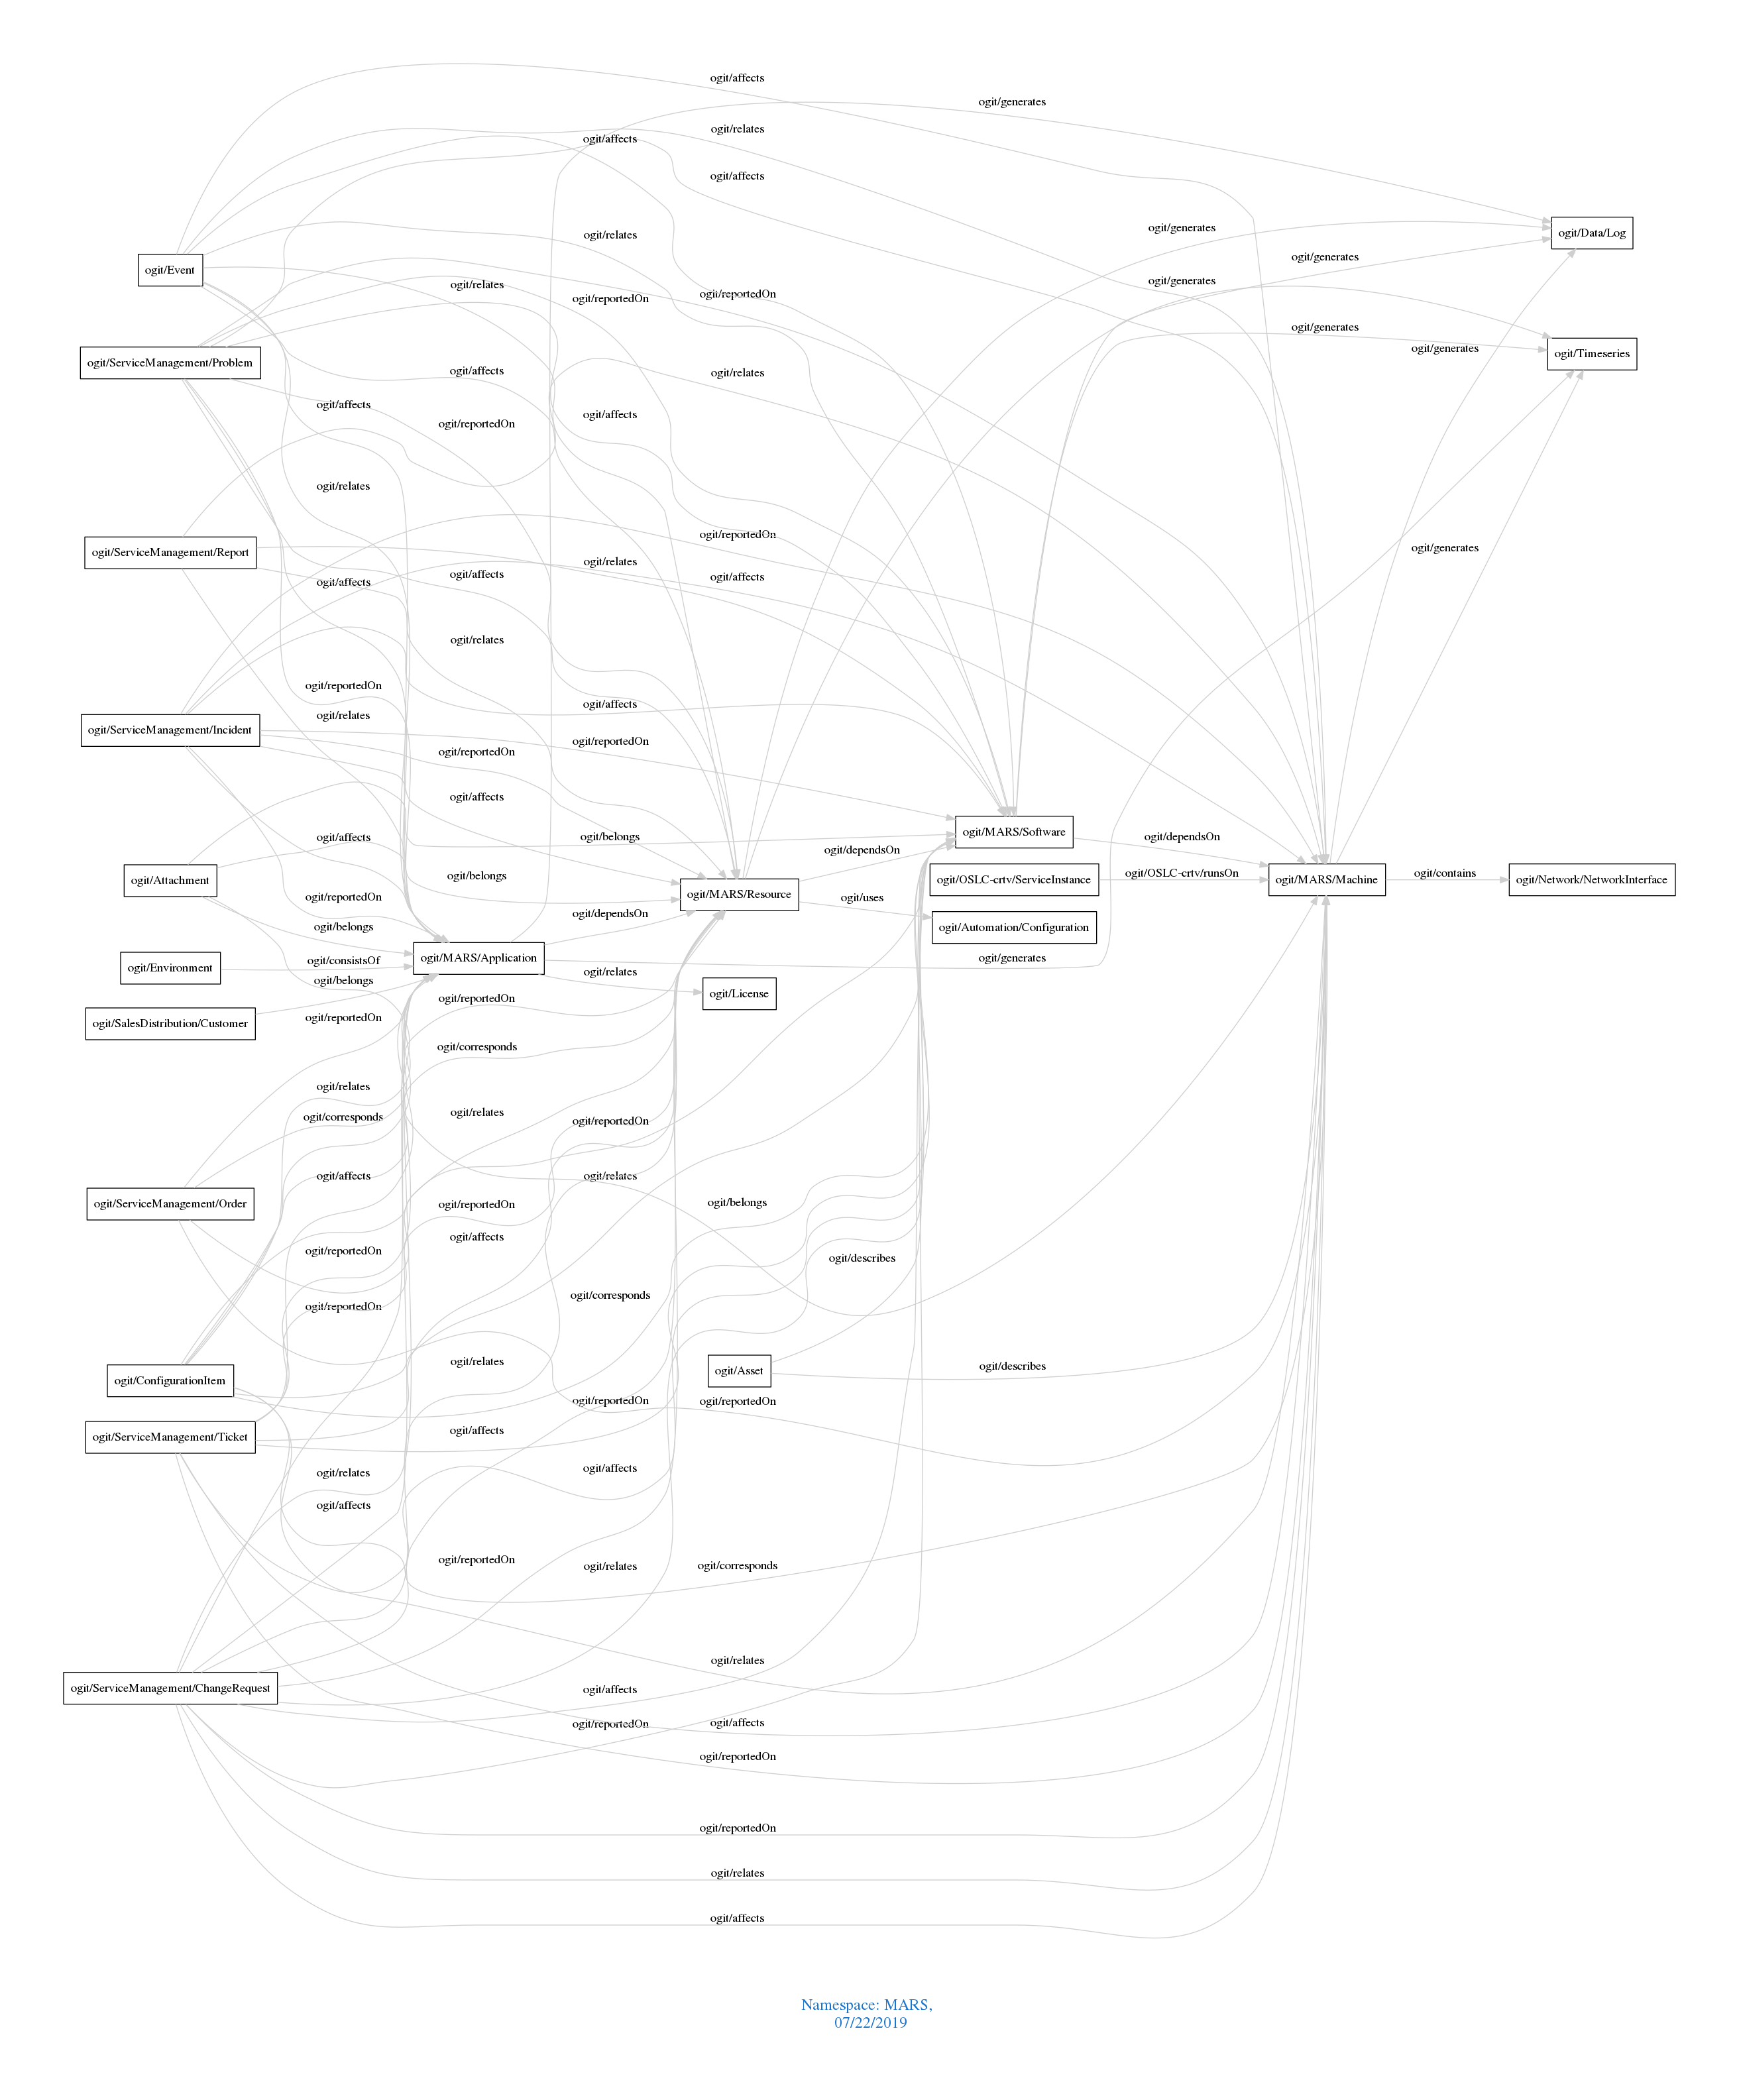 ogit/affects
ogit/generates
ogit/relates
ogit/affects
ogit/affects
ogit/generates
ogit/Data/Log
ogit/relates
ogit/generates
ogit/Event
ogit/generates
ogit/relates
ogit/reportedOn
ogit/reportedOn
ogit/generates
ogit/generates
ogit/Timeseries
ogit/ServiceManagement/Problem
ogit/affects
ogit/relates
ogit/affects
ogit/affects
ogit/reportedOn
ogit/relates
ogit/reportedOn
ogit/generates
ogit/ServiceManagement/Report
ogit/relates
ogit/affects
ogit/affects
ogit/affects
ogit/relates
ogit/reportedOn
ogit/affects
ogit/relates
ogit/ServiceManagement/Incident
ogit/reportedOn
ogit/reportedOn
ogit/affects
ogit/MARS/Software
ogit/affects
ogit/belongs
ogit/dependsOn
ogit/dependsOn
ogit/OSLC-crtv/ServiceInstance
ogit/OSLC-crtv/runsOn
ogit/MARS/Machine
ogit/contains
ogit/Network/NetworkInterface
ogit/Attachment
ogit/belongs
ogit/MARS/Resource
ogit/reportedOn
ogit/uses
ogit/dependsOn
ogit/belongs
ogit/Automation/Configuration
ogit/MARS/Application
ogit/generates
ogit/Environment
ogit/consistsOf
ogit/relates
ogit/belongs
ogit/License
ogit/reportedOn
ogit/SalesDistribution/Customer
ogit/reportedOn
ogit/corresponds
ogit/relates
ogit/relates
ogit/corresponds
ogit/reportedOn
ogit/affects
ogit/relates
ogit/ServiceManagement/Order
ogit/reportedOn
ogit/belongs
ogit/affects
ogit/reportedOn
ogit/describes
ogit/corresponds
ogit/reportedOn
ogit/relates
ogit/Asset
ogit/describes
ogit/ConfigurationItem
ogit/reportedOn
ogit/reportedOn
ogit/affects
ogit/ServiceManagement/Ticket
ogit/affects
ogit/relates
ogit/affects
ogit/reportedOn
ogit/relates
ogit/corresponds
ogit/relates
ogit/ServiceManagement/ChangeRequest
ogit/affects
ogit/reportedOn
ogit/affects
ogit/reportedOn
ogit/reportedOn
ogit/relates
ogit/affects
Namespace: MARS,
07/22/2019